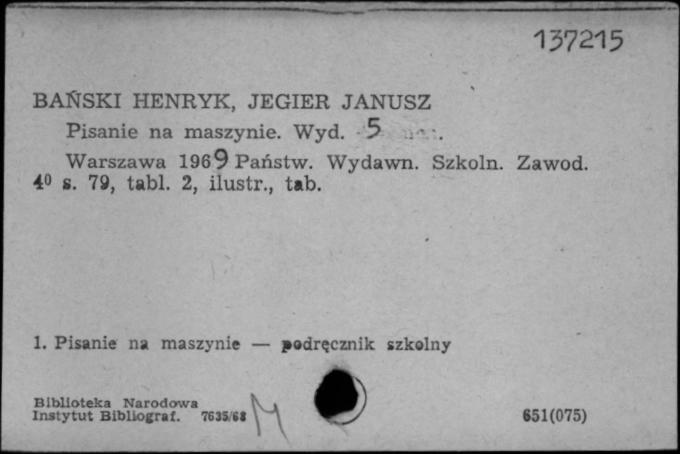 137215
BAŃSKI HENRYK, JEGIER JANUSZ
Pisanie na maszynie. Wyd. 5
Warszawa 1969 Państw. Wydawn. Szkoln. Zawod.
4⁰ s. 79, tabl. 2, ilustr., tab.
1. Pisanie na maszynie — podręcznik szkolny
Biblioteka Narodowa
Instytut Bibliograf. 7635/68 M
651(075)